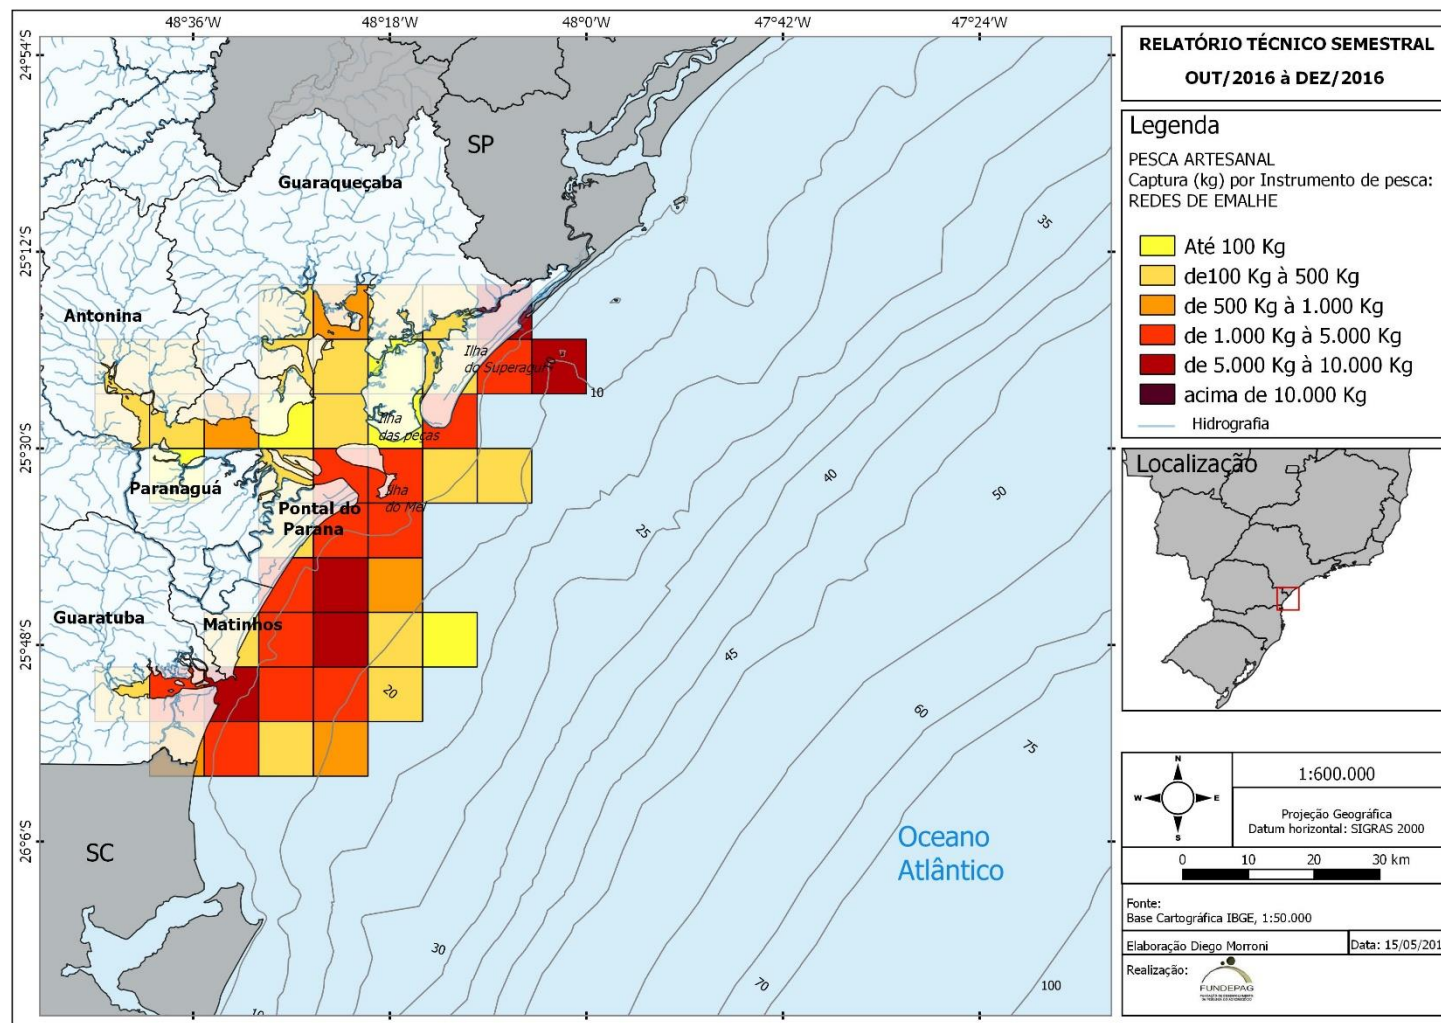 48°36'W
48°18'W
48°0'W
47°42'W
47°24'W
24°54'S
25°12'S
25°30'S
25°48'S
26°6'S
SP
Guaraqueçaba
Antonina
Ilha
do Superagui
Ilha
das peças
Paranaguá
Ilha
do Mel
Pontal do
Parana
Guaratuba
Matinhos
SC
Oceano
Atlântico
35
10
40
50
25
45
20
60
75
30
70
100
10
RELATÓRIO TÉCNICO SEMESTRAL
OUT/2016 à DEZ/2016
Legenda
PESCA ARTESANAL
Captura (kg) por Instrumento de pesca:
REDES DE EMALHE
Até 100 Kg
de100 Kg à 500 Kg
de 500 Kg à 1.000 Kg
de 1.000 Kg à 5.000 Kg
de 5.000 Kg à 10.000 Kg
acima de 10.000 Kg
Hidrografia
Localização
N
W
E
S
1:600.000
Projeção Geográfica
Datum horizontal: SIGRAS 2000
0 10 20 30 km
Fonte:
Base Cartográfica IBGE, 1:50.000
Elaboração Diego Morroni
Data: 15/05/201
Realização:
FUNDEPAG